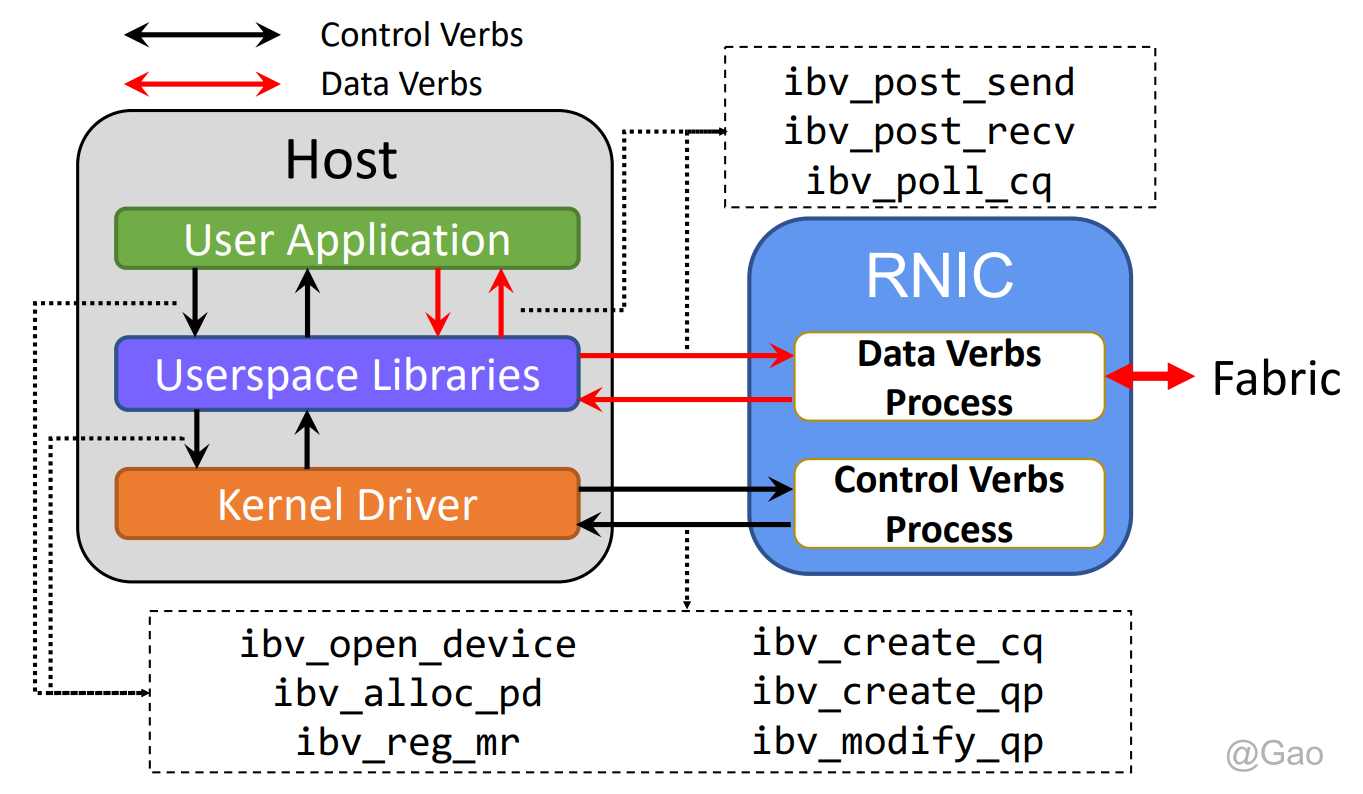 Control Verbs
Data Verbs
Host
User Application
Userspace Libraries
Kernel Driver
ibv_post_send
ibv_post_recv
ibv_poll_cq
RNIC
Data Verbs
Process
Control Verbs
Process
Fabric
ibv_open_device
ibv_alloc_pd
ibv_reg_mr
ibv_create_cq
ibv_create_qp
ibv_modify_qp
@Gao